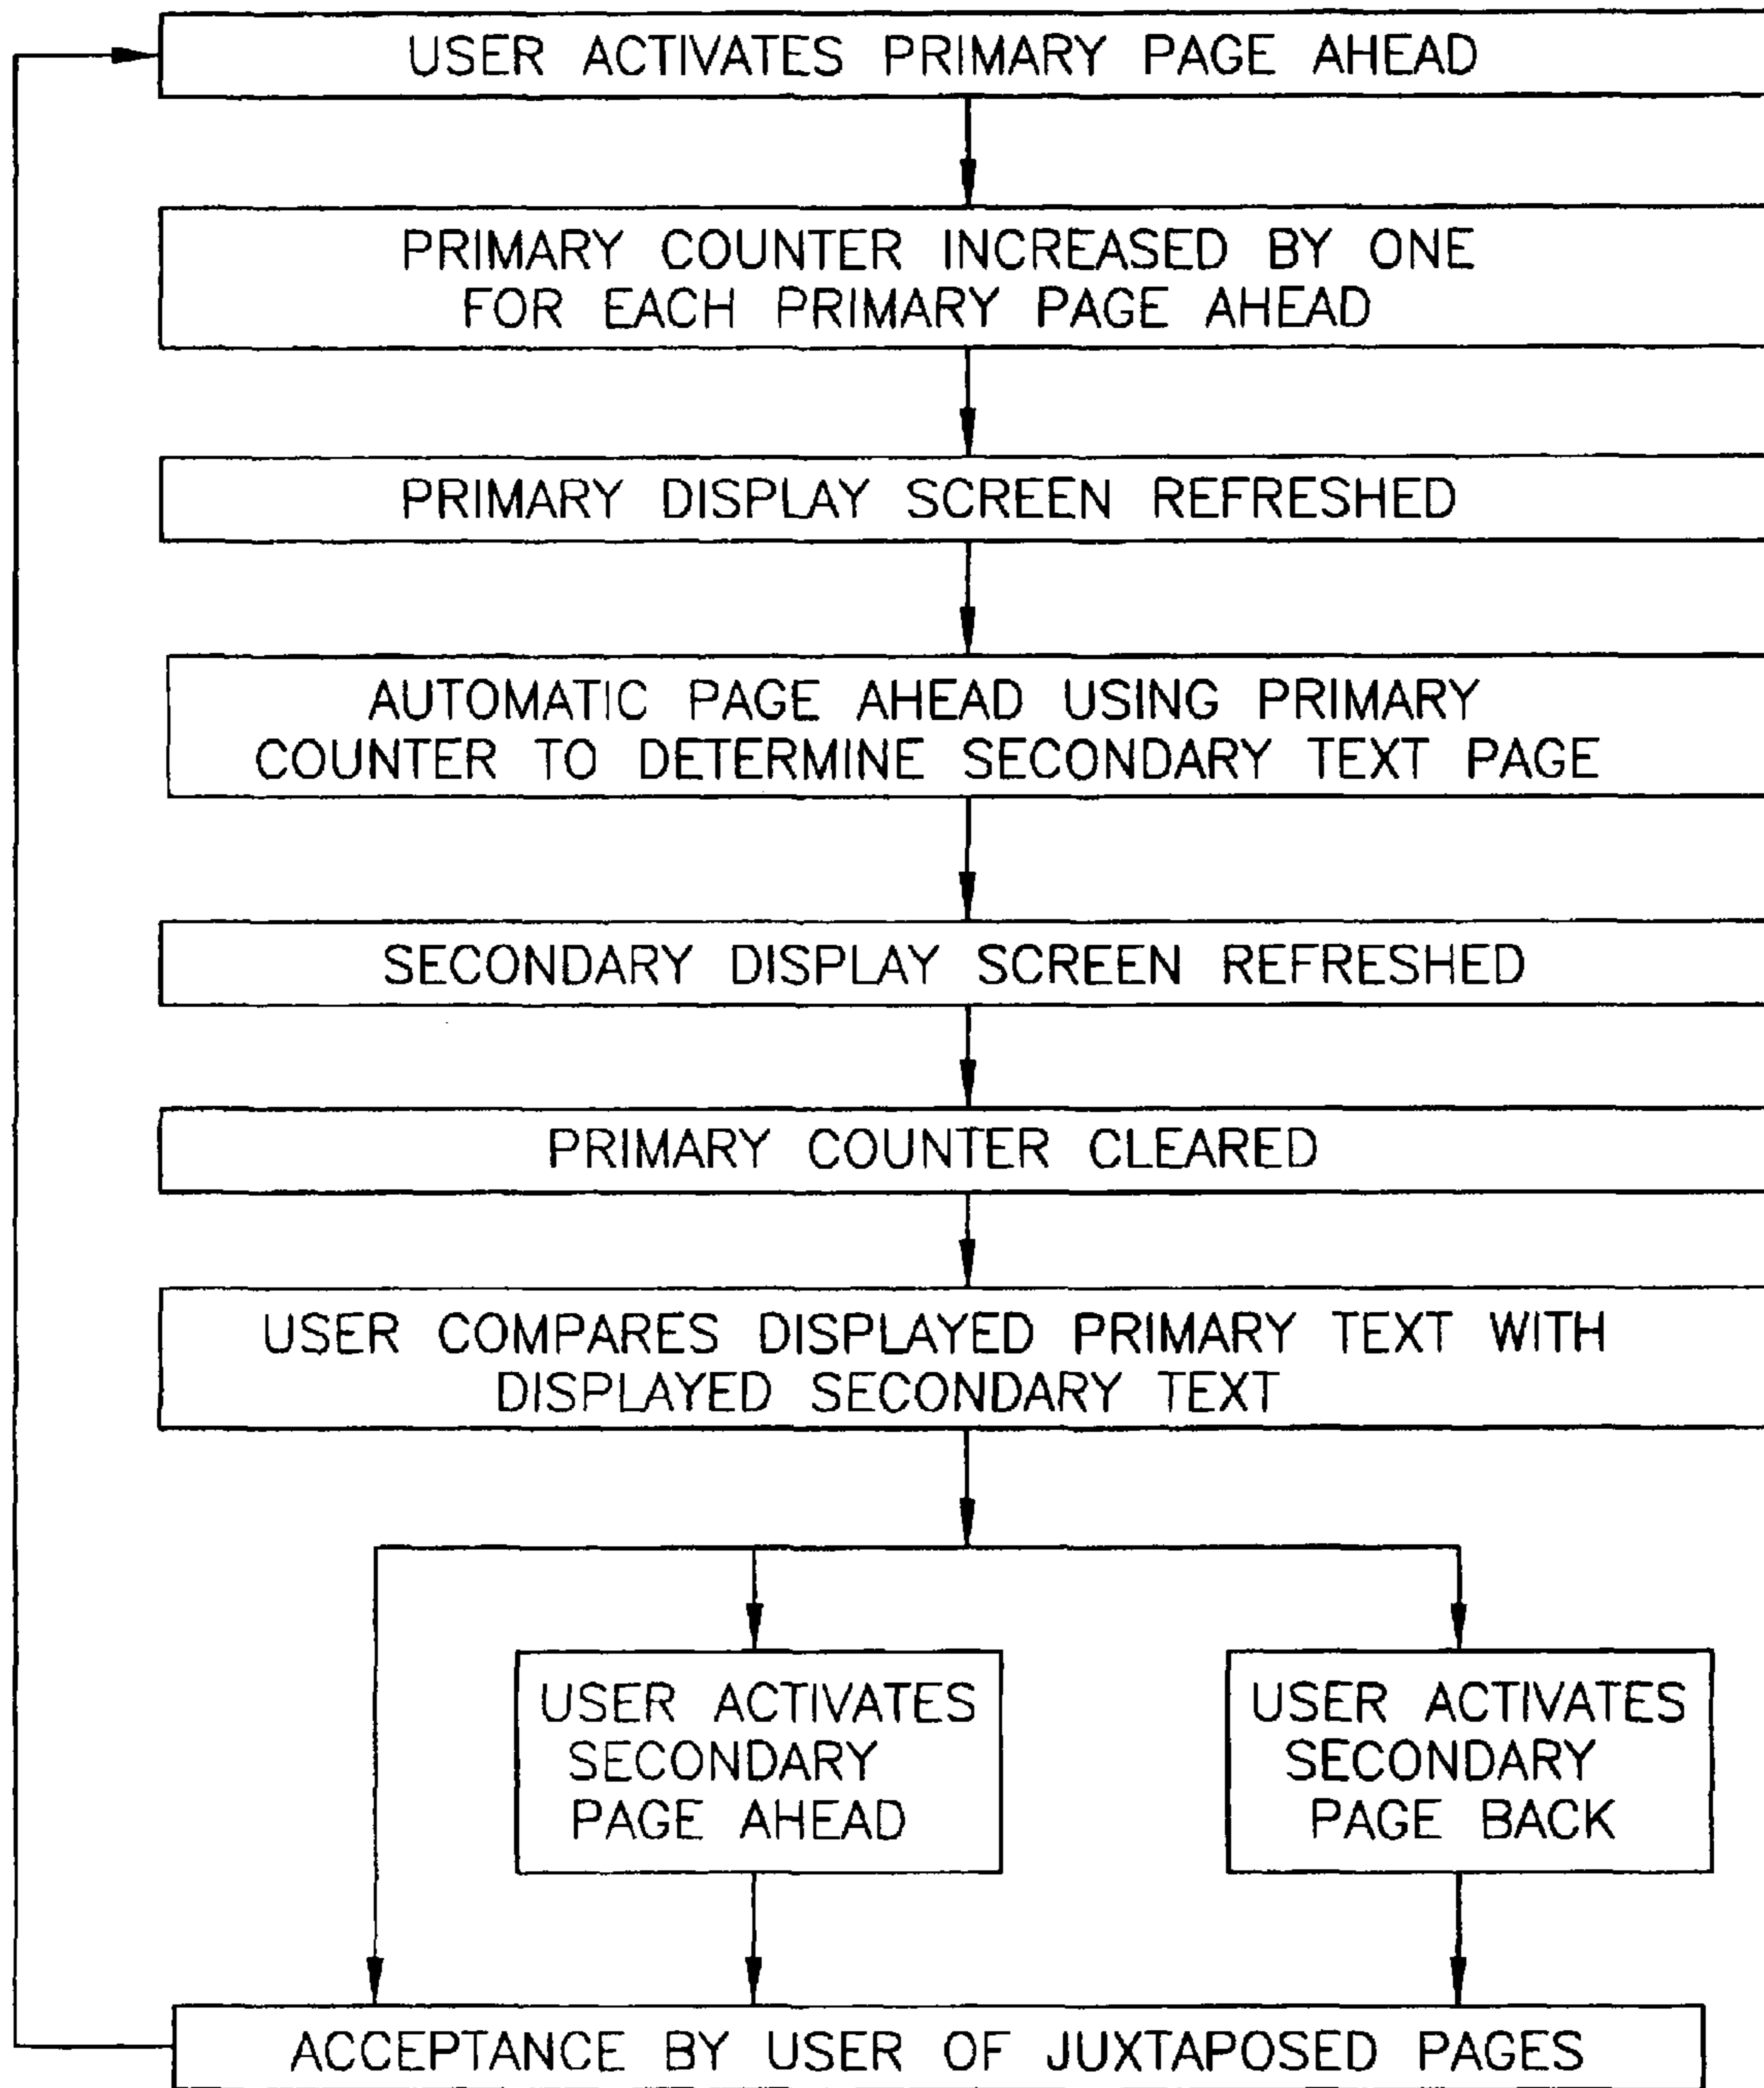 USER ACTIVATES PRIMARY PAGE AHEAD
PRIMARY COUNTER INCREASED BY ONE
FOR EACH PRIMARY PAGE AHEAD
PRIMARY DISPLAY SCREEN REFRESHED
AUTOMATIC PAGE AHEAD USING PRIMARY
COUNTER TO DETERMINE SECONDARY TEXT PAGE
SECONDARY DISPLAY SCREEN REFRESHED
PRIMARY COUNTER CLEARED
USER COMPARES DISPLAYED PRIMARY TEXT WITH
DISPLAYED SECONDARY TEXT
USER ACTIVATES
SECONDARY
PAGE AHEAD
USER ACTIVATES
SECONDARY
PAGE BACK
ACCEPTANCE BY USER OF JUXTAPOSED PAGES